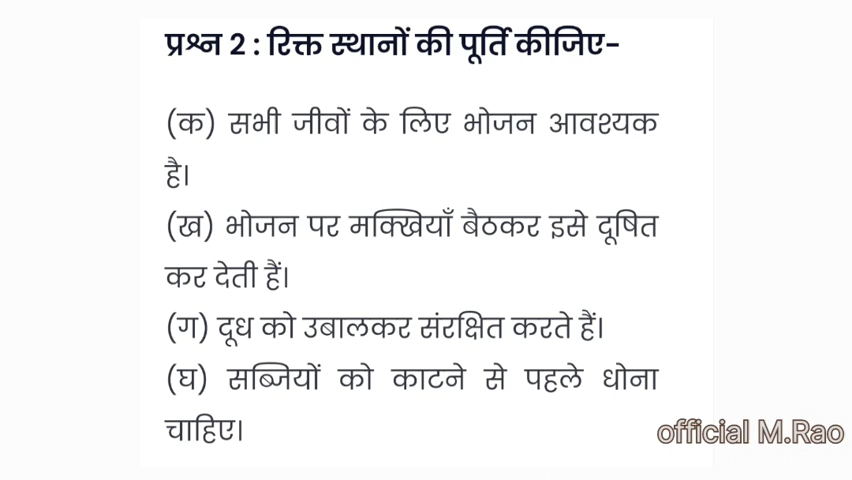 प्रश्न 2 : रिक्त स्थानों की पूर्ति कीजिए-
(क) सभी जीवों के लिए भोजन आवश्यक
है।
(ख) भोजन पर मक्खियाँ बैठकर इसे दूषित
कर देती हैं।
(ग) दूध को उबालकर संरक्षित करते हैं।
(घ) सब्जियों को काटने से पहले धोना
चाहिए।
official M.Rao